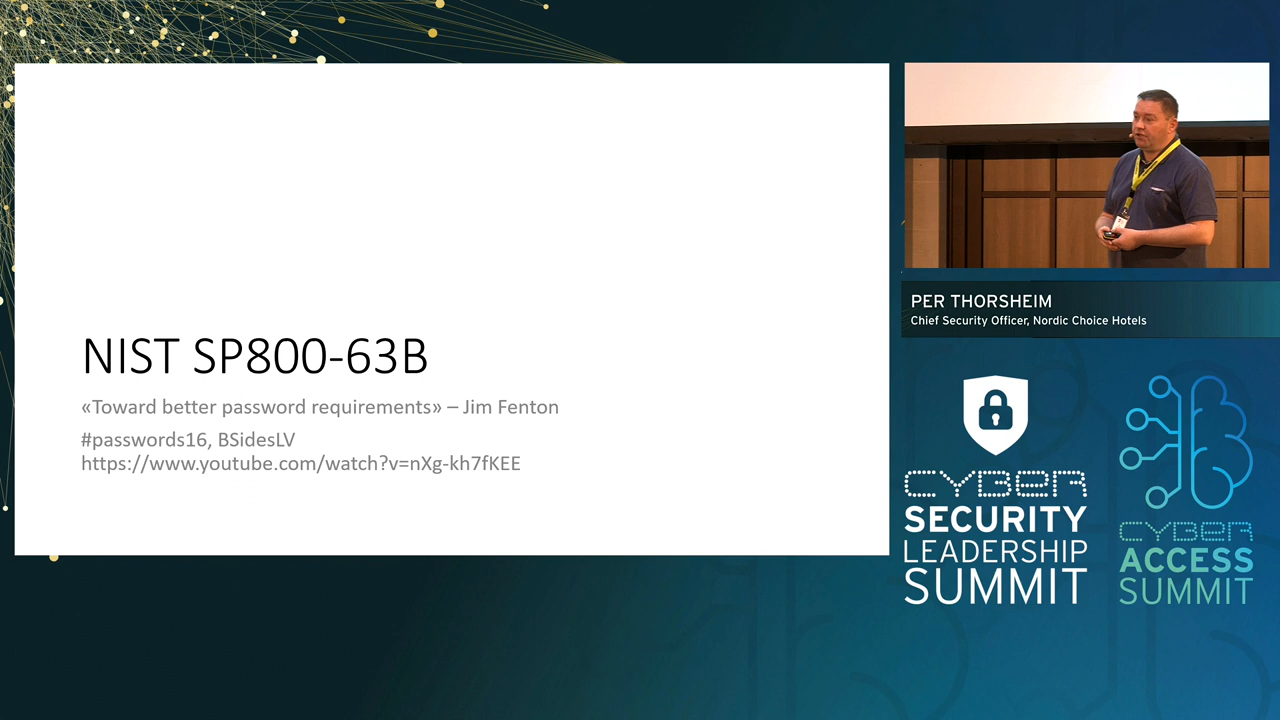 NIST SP800-63B
«Toward better password requirements» – Jim Fenton
#passwords16, BSidesLV
https://www.youtube.com/watch?v=nXg-kh7fKEE
PER THORSHEIM
Chief Security Officer, Nordic Choice Hotels
CYBER
SECURITY
LEADERSHIP
SUMMIT
CYBER
ACCESS
SUMMIT